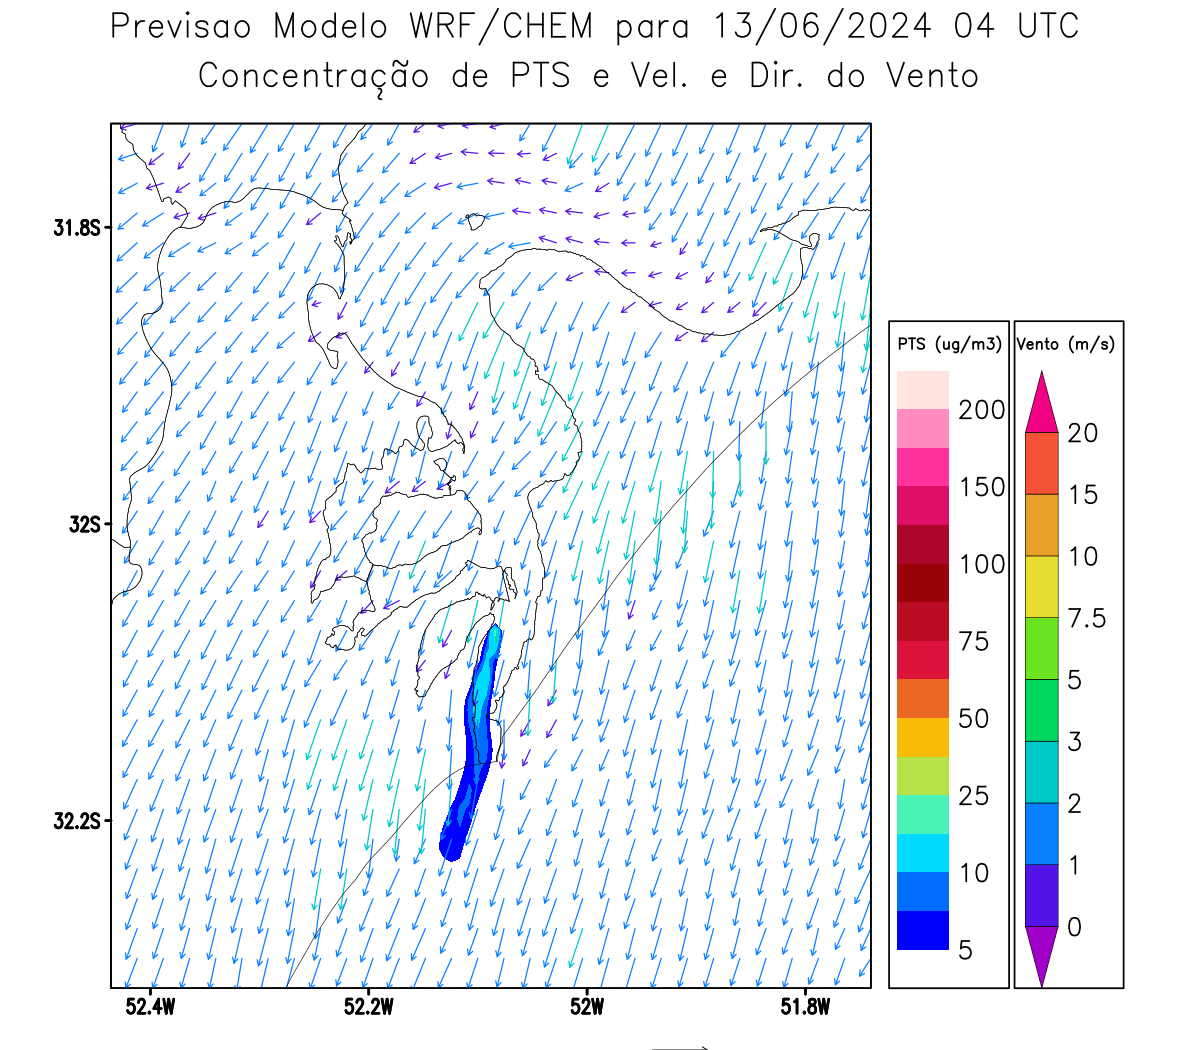 Previsao Modelo WRF/CHEM para 13/06/2024 04 UTC
Concentração de PTS e Vel. e Dir. do Vento
31.8S
32S
32.2S
52.4W
52.2W
52W
51.8W
PTS (ug/m3)
200
150
100
75
50
25
10
5
Vento (m/s)
20
15
10
7.5
5
3
2
1
0